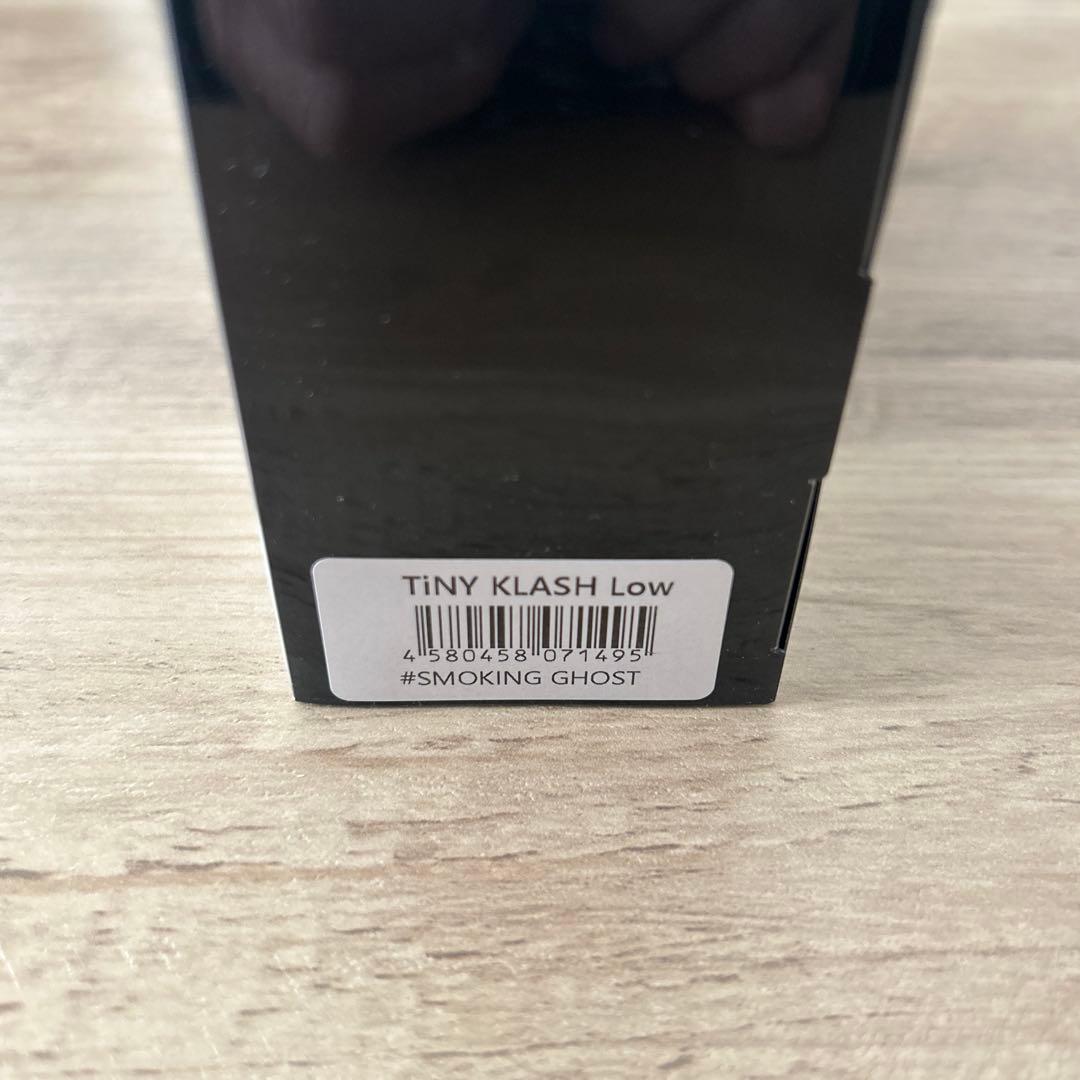 TiNY KLASH Low
4 580458 071495
#SMOKING GHOST